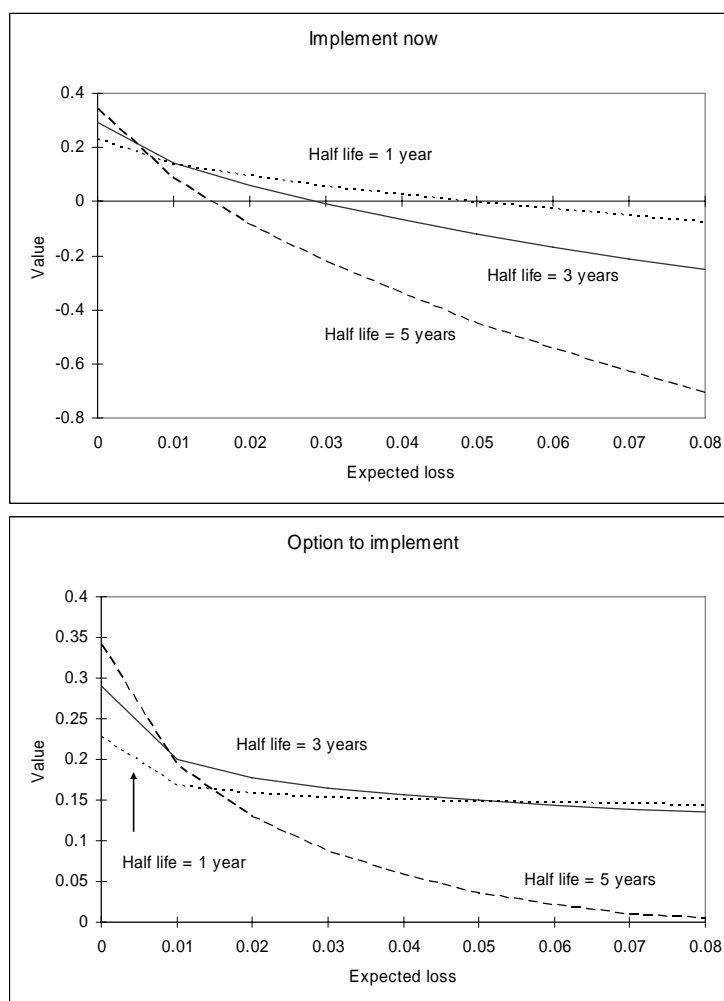 Implement now
0.4
0.2
0
-0.2
-0.4
-0.6
-0.8
Value
Half life = 1 year
Half life = 3 years
Half life = 5 years
0 0.01 0.02 0.03 0.04 0.05 0.06 0.07 0.08
Expected loss
Option to implement
0.4
0.35
0.3
0.25
0.2
0.15
0.1
0.05
0
Value
Half life = 3 years
Half life = 1 year
Half life = 5 years
0 0.01 0.02 0.03 0.04 0.05 0.06 0.07 0.08
Expected loss